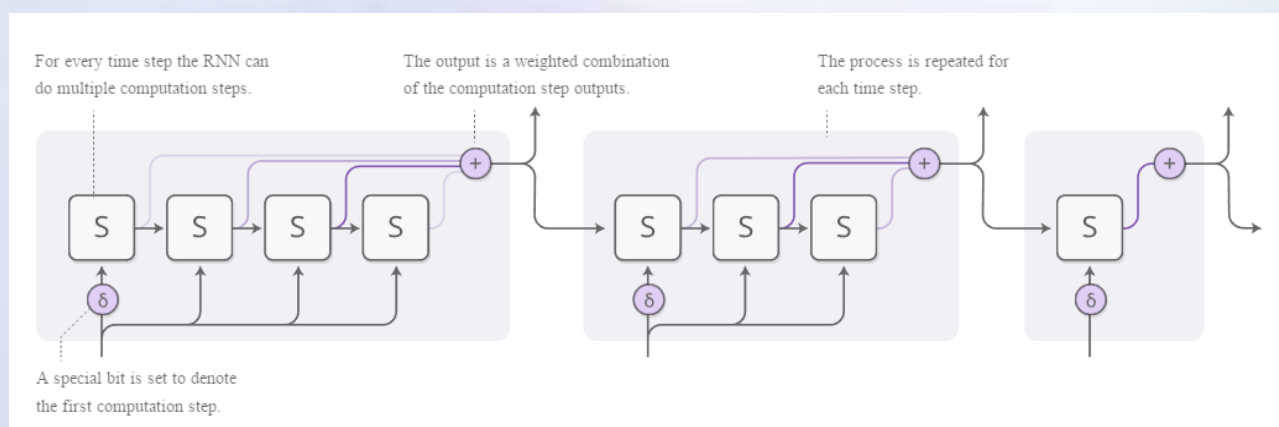 For every time step the RNN can
do multiple computation steps.
The output is a weighted combination
of the computation step outputs.
The process is repeated for
each time step.
+ + +
S S S S S S S S
δ δ δ
A special bit is set to denote
the first computation step.